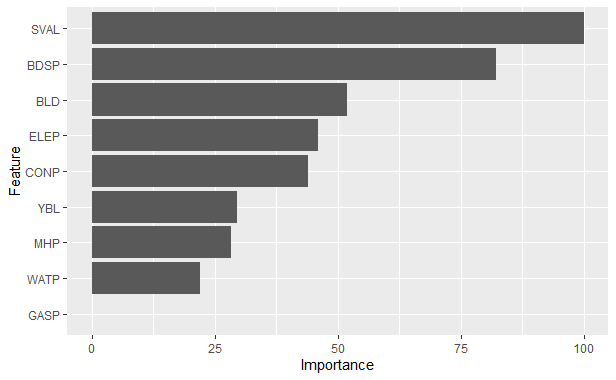 SVAL
BDSP
BLD
ELEP
CONP
YBL
MHP
WATP
GASP
Feature
0 25 50 75 100
Importance